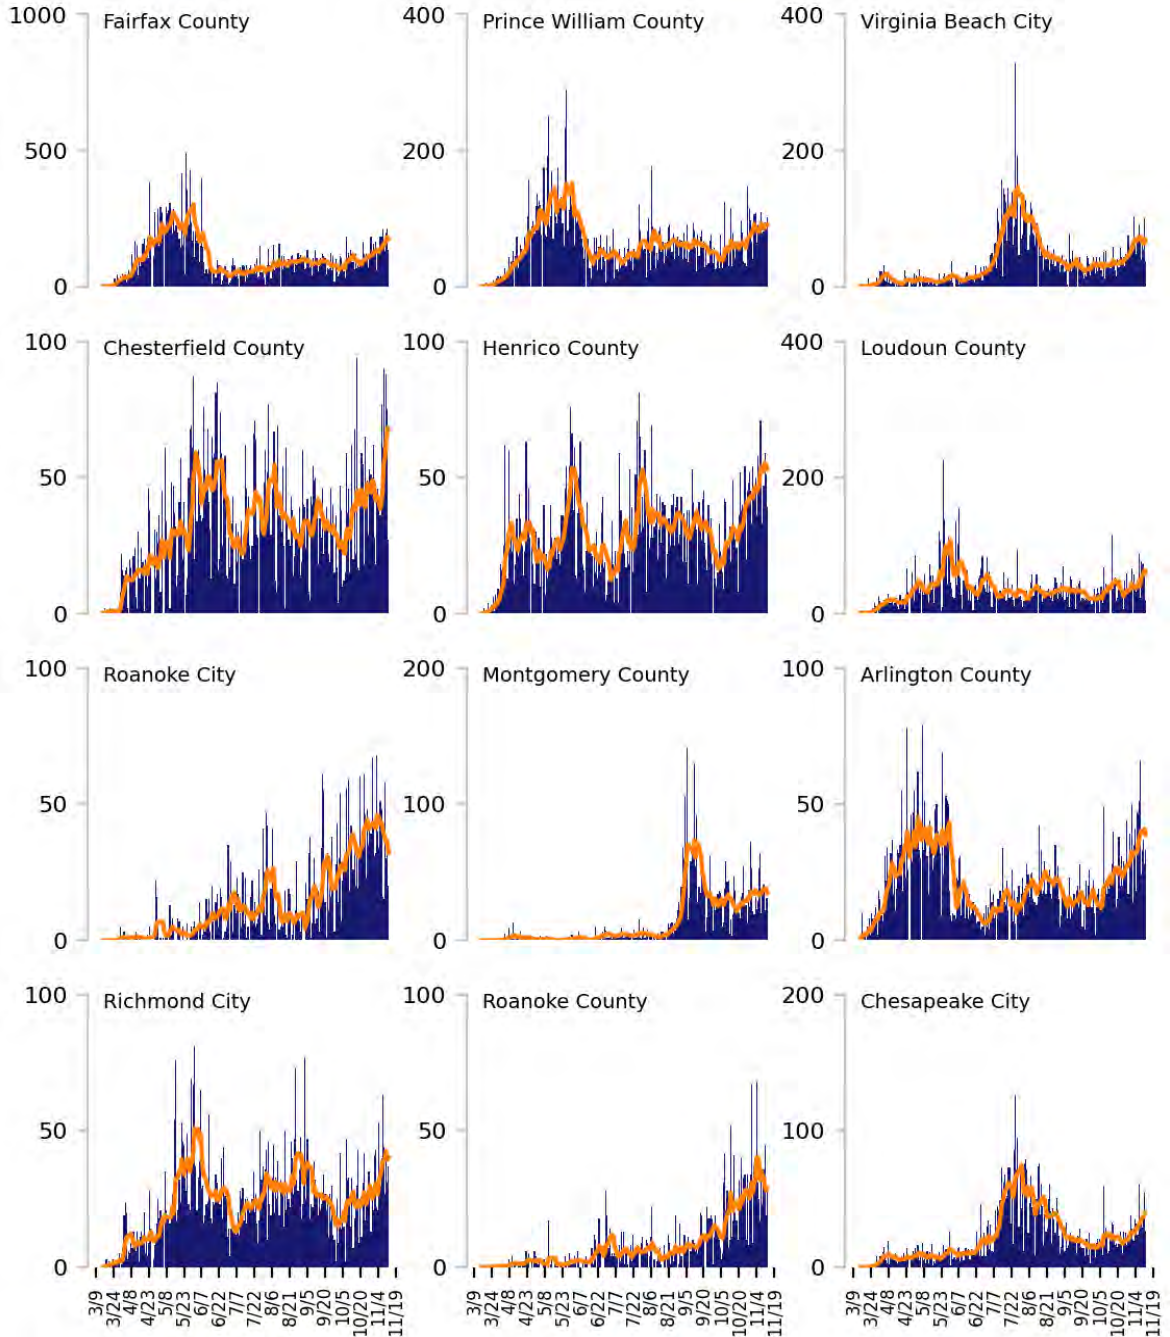 Fairfax County
Prince William County
Virginia Beach City
1000
500
0
400
200
0
400
200
0
Chesterfield County
Henrico County
Loudoun County
100
50
0
100
50
0
400
200
0
Roanoke City
Montgomery County
Arlington County
100
50
0
200
100
0
100
50
0
Richmond City
Roanoke County
Chesapeake City
100
50
0
100
50
0
200
100
0
3/9 3/24 4/8 4/23 5/8 5/23 6/7 6/22 7/7 7/22 8/6 8/21 9/5 9/20 10/5 10/20 11/4 11/19
3/9 3/24 4/8 4/23 5/8 5/23 6/7 6/22 7/7 7/22 8/6 8/21 9/5 9/20 10/5 10/20 11/4 11/19
3/9 3/24 4/8 4/23 5/8 5/23 6/7 6/22 7/7 7/22 8/6 8/21 9/5 9/20 10/5 10/20 11/4 11/19